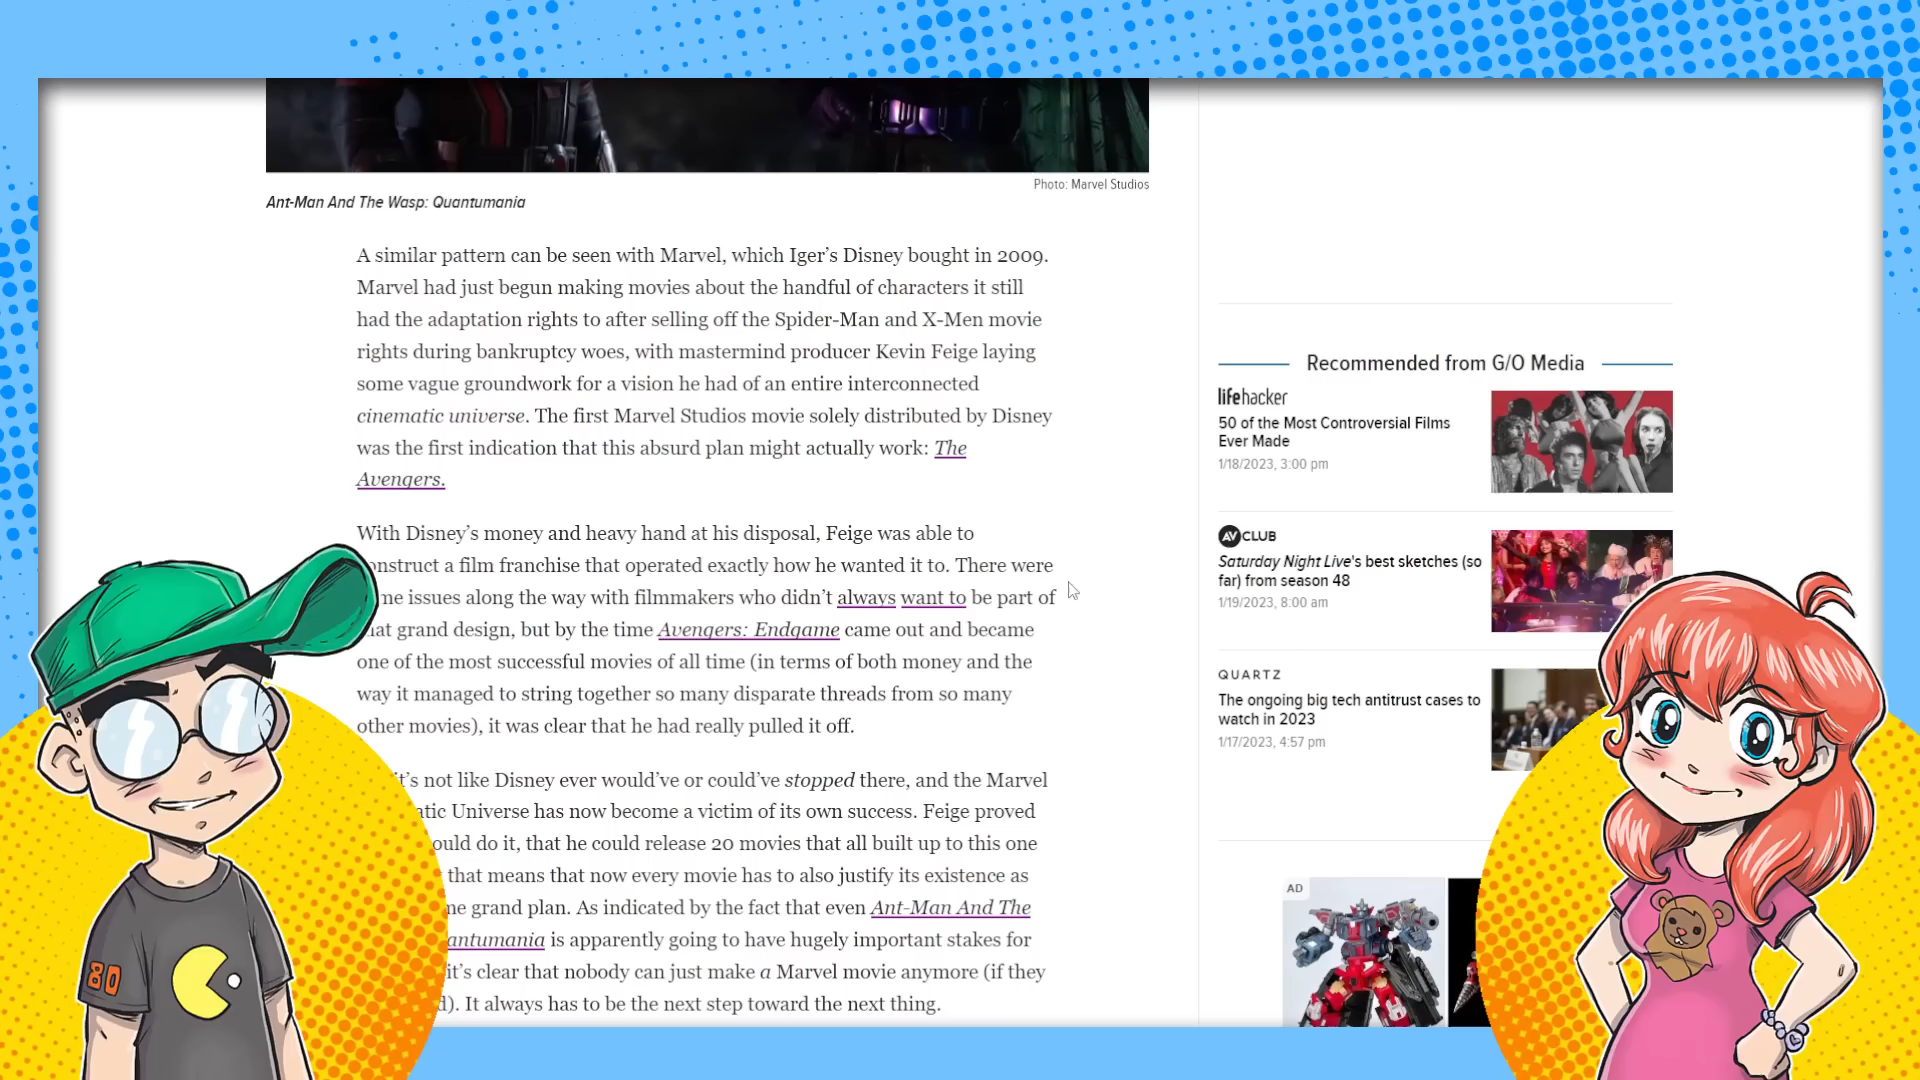 Photo: Marvel Studios
Ant-Man And The Wasp: Quantumania
A similar pattern can be seen with Marvel, which Iger's Disney bought in 2009.
Marvel had just begun making movies about the handful of characters it still
had the adaptation rights to after selling off the Spider-Man and X-Men movie
rights during bankruptcy woes, with mastermind producer Kevin Feige laying
some vague groundwork for a vision he had of an entire interconnected
cinematic universe. The first Marvel Studios movie solely distributed by Disney
was the first indication that this absurd plan might actually work: The
Avengers.
With Disney's money and heavy hand at his disposal, Feige was able to
onstruct a film franchise that operated exactly how he wanted it to. There were
me issues along the way with filmmakers who didn't always want to be part of
hat grand design, but by the time Avengers: Endgame came out and became
one of the most successful movies of all time (in terms of both money and the
way it managed to string together so many disparate threads from so many
other movies), it was clear that he had really pulled it off.
it's not like Disney ever would've or could've stopped there, and the Marvel
atic Universe has now become a victim of its own success. Feige proved
ould do it, that he could release 20 movies that all built up to this one
that means that now every movie has to also justify its existence as
ne grand plan. As indicated by the fact that even Ant-Man And The
antumania is apparently going to have hugely important stakes for
it's clear that nobody can just make a Marvel movie anymore (if they
d). It always has to be the next step toward the next thing.
Recommended from G/O Media
lifehacker
50 of the Most Controversial Films
Ever Made
1/18/2023, 3:00 pm
AV CLUB
Saturday Night Live's best sketches (so
far) from season 48
1/19/2023, 8:00 am
QUARTZ
The ongoing big tech antitrust cases to
watch in 2023
1/17/2023, 4:57 pm
AD
80